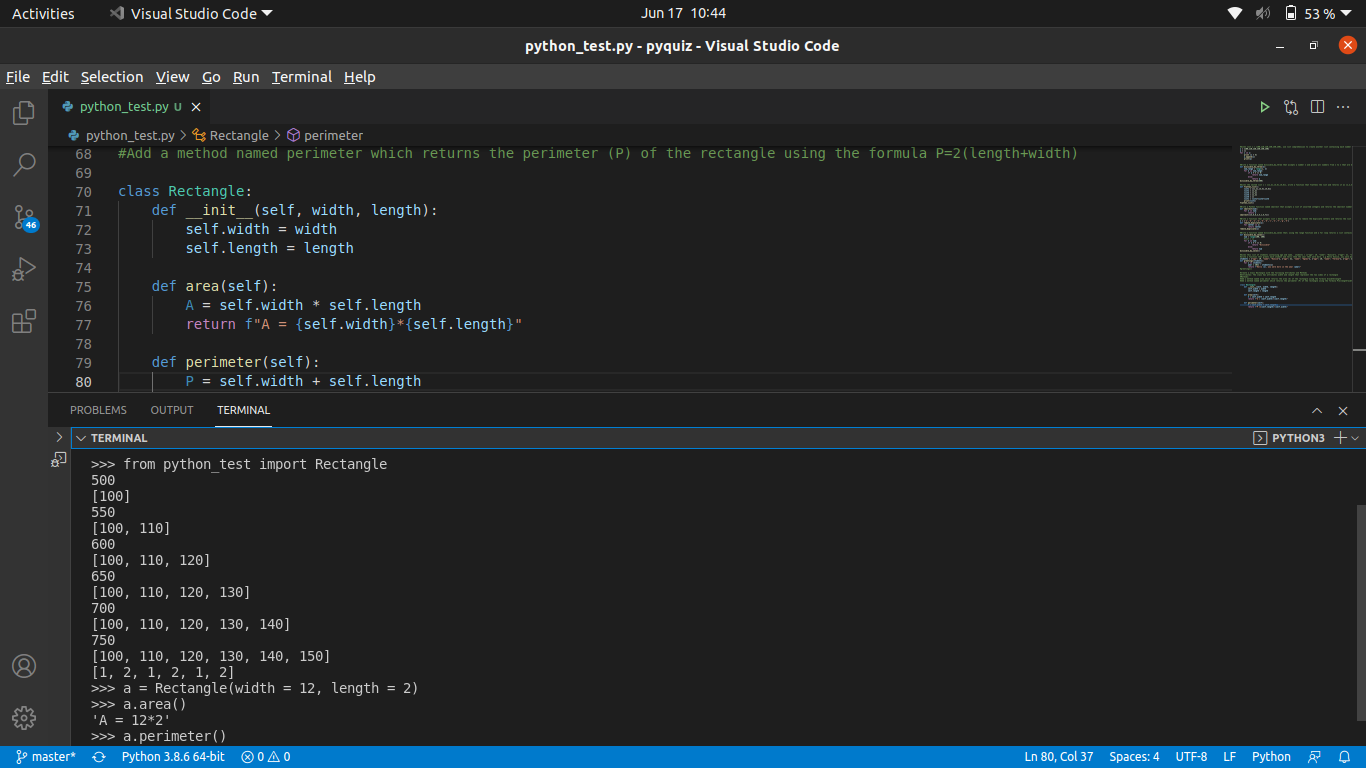 Activities Visual Studio Code Jun 17 10:44 53 %
python_test.py - pyquiz - Visual Studio Code
File Edit Selection View Go Run Terminal Help
python_test.py U
python_test.py > Rectangle > perimeter
68 #Add a method named perimeter which returns the perimeter (P) of the rectangle using the formula P=2(length+width)
69
70 class Rectangle:
71     def __init__(self, width, length):
72         self.width = width
73         self.length = length
74
75     def area(self):
76         A = self.width * self.length
77         return f"A = {self.width}*{self.length}"
78
79     def perimeter(self):
80         P = self.width + self.length
46
PROBLEMS OUTPUT TERMINAL
TERMINAL PYTHON3
>>> from python_test import Rectangle
500
[100]
550
[100, 110]
600
[100, 110, 120]
650
[100, 110, 120, 130]
700
[100, 110, 120, 130, 140]
750
[100, 110, 120, 130, 140, 150]
[1, 2, 1, 2, 1, 2]
>>> a = Rectangle(width = 12, length = 2)
>>> a.area()
'A = 12*2'
>>> a.perimeter()
master* Python 3.8.6 64-bit 0 0 Ln 80, Col 37 Spaces: 4 UTF-8 LF Python